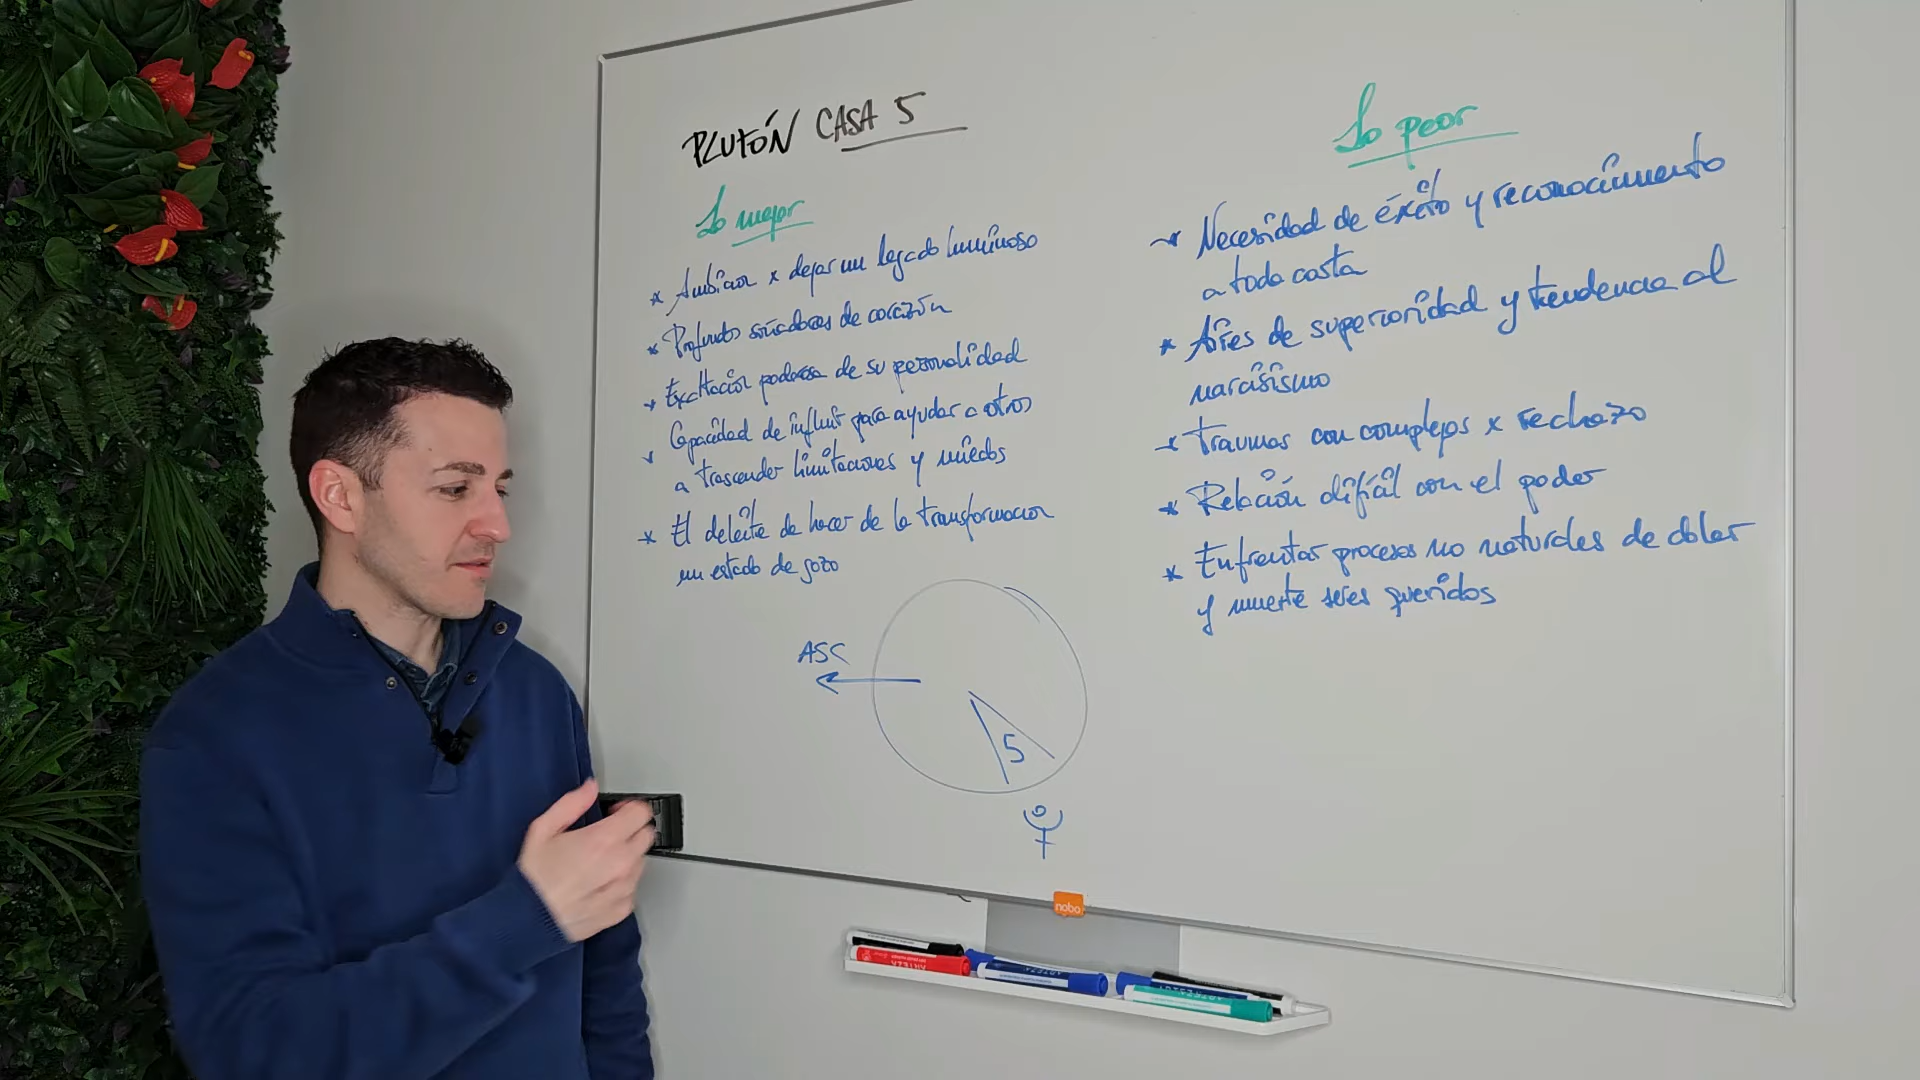 PLUTÓN CASA 5
Lo mejor
* Ambición x dejar un legado luminoso
* Profundos sanadores de corazón
* Exaltación poderosa de su personalidad
* Capacidad de influir para ayudar a otros
a trascender limitaciones y miedos
* El deleite de hacer de la transformación
un estado de gozo
ASC
5
Lo peor
* Necesidad de éxito y reconocimiento
a toda costa
* Aires de superioridad y tendencia al
narcisismo
* Traumas con complejos x rechazo
* Relación difícil con el poder
* Enfrentar procesos no naturales de dolor
y muerte seres queridos
nobo